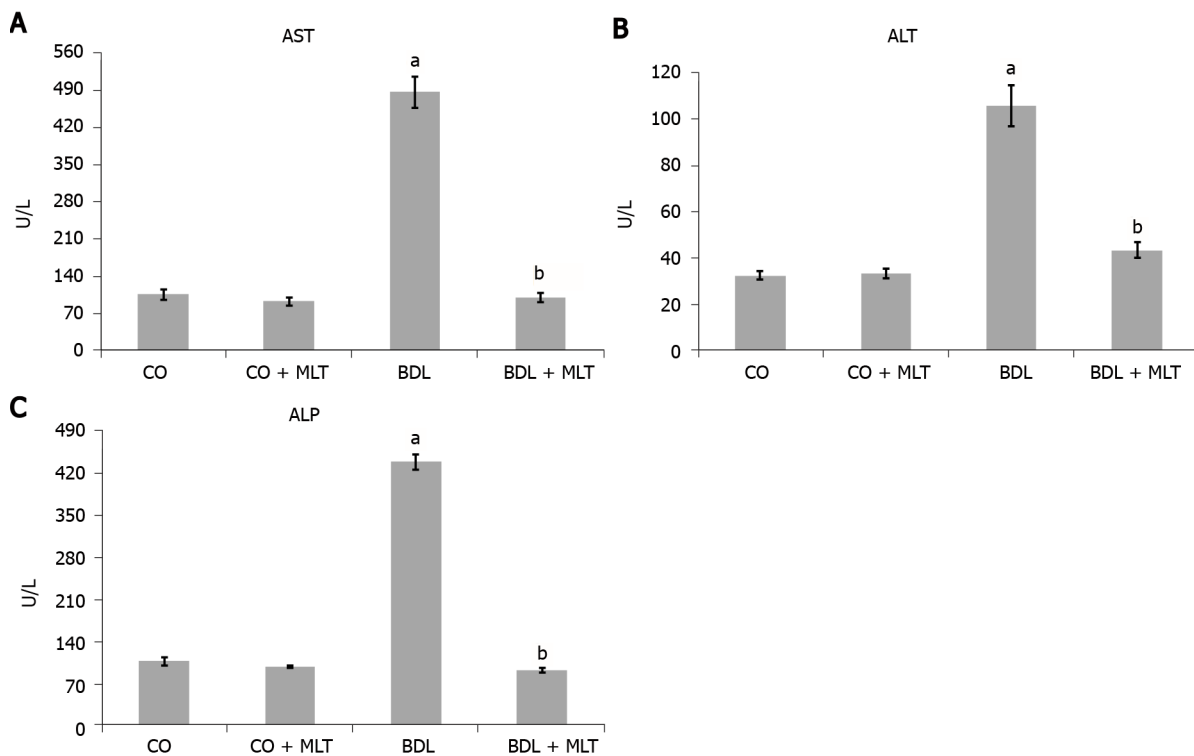 A
AST
U/L
560
490
420
350
280
210
140
70
0
a
b
CO
CO + MLT
BDL
BDL + MLT
B
ALT
U/L
120
100
80
60
40
20
0
a
b
CO
CO + MLT
BDL
BDL + MLT
C
ALP
U/L
490
420
350
280
210
140
70
0
a
b
CO
CO + MLT
BDL
BDL + MLT